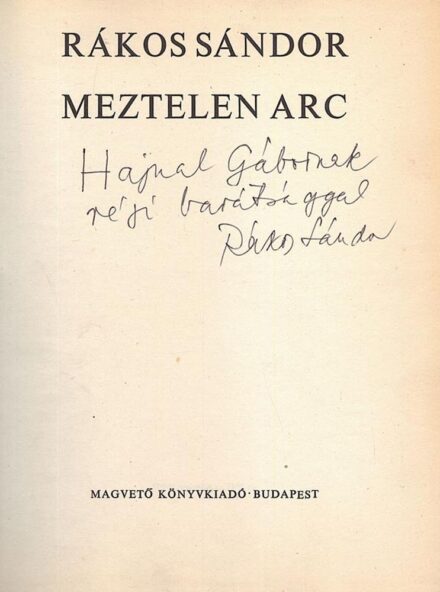 RÁKOS SÁNDOR
MEZTELEN ARC
Hajnal Gábornak
régi barátsággal
Rákos Sándor
MAGVETŐ KÖNYVKIADÓ · BUDAPEST